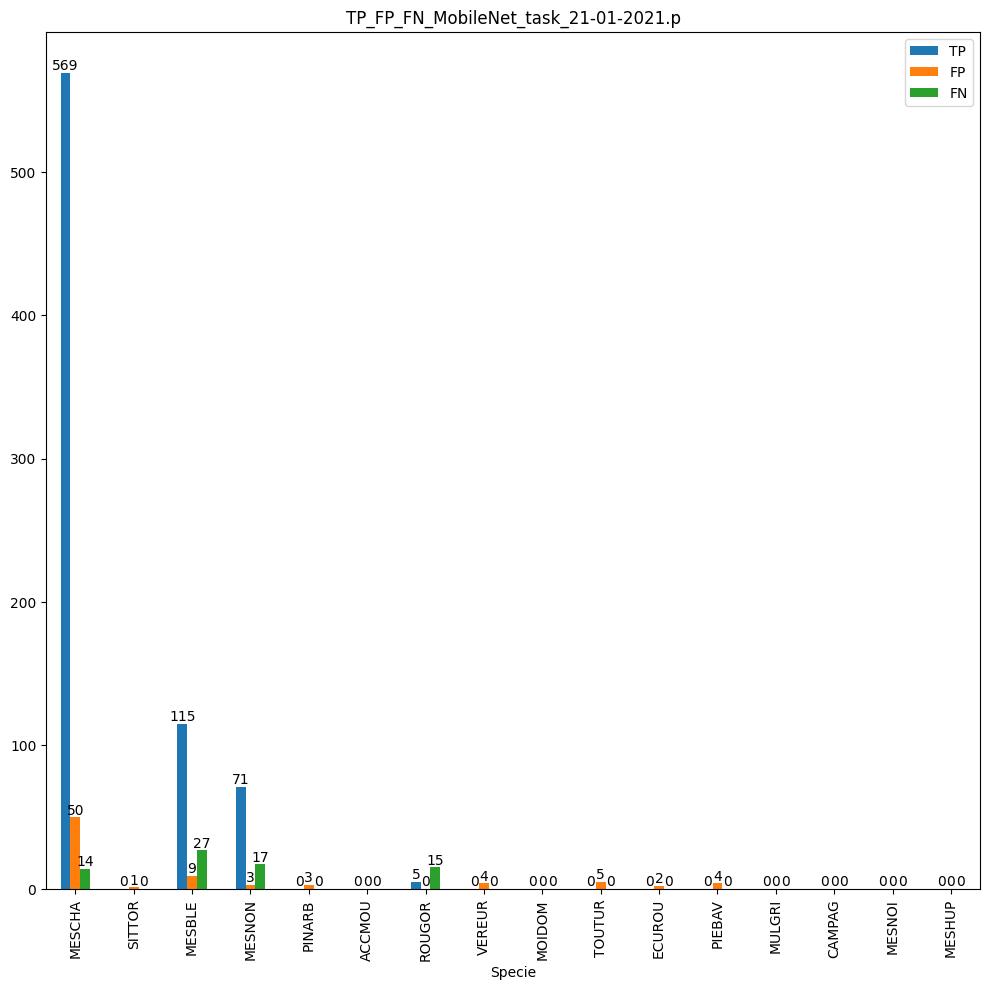 TP_FP_FN_MobileNet_task_21-01-2021.p
TP
FP
FN
500
400
300
200
100
0
569
50
14
0 1 0
115
9
27
71
3
17
0 3 0
0 0 0
5
0
15
0 4 0
0 0 0
0 5 0
0 2 0
0 4 0
0 0 0
0 0 0
0 0 0
0 0 0
MESCHA
SITTOR
MESBLE
MESNON
PINARB
ACCMOU
ROUGOR
VEREUR
MOIDOM
TOUTUR
ECUROU
PIEBAV
MULGRI
CAMPAG
MESNOI
MESHUP
Specie